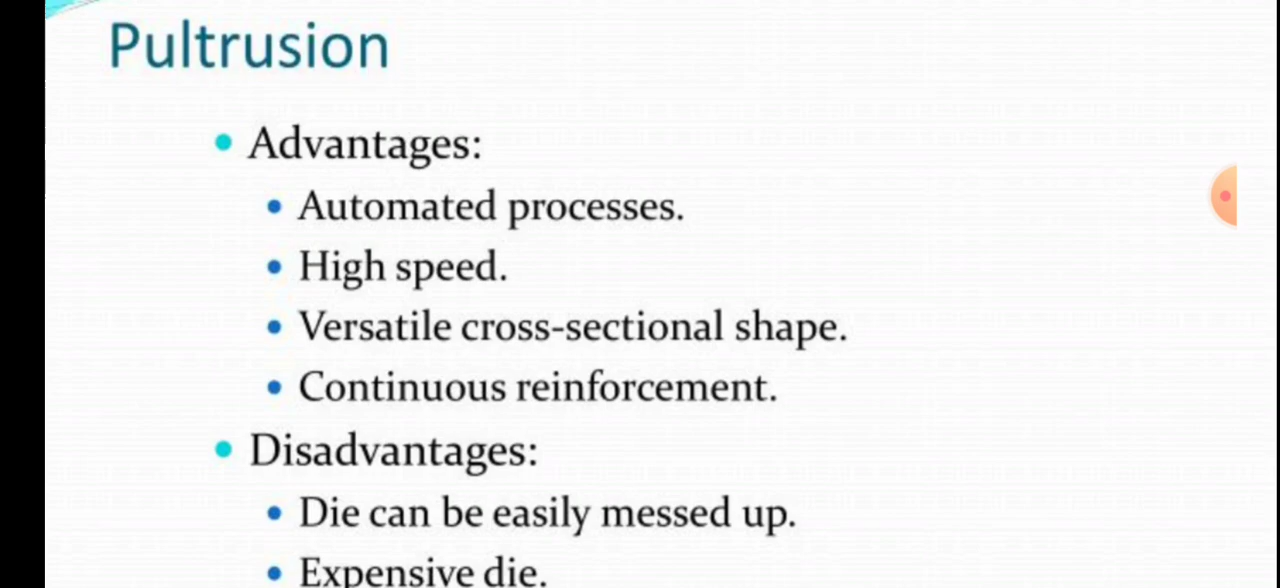 Pultrusion
Advantages:
Automated processes.
High speed.
Versatile cross-sectional shape.
Continuous reinforcement.
Disadvantages:
Die can be easily messed up.
Expensive die.